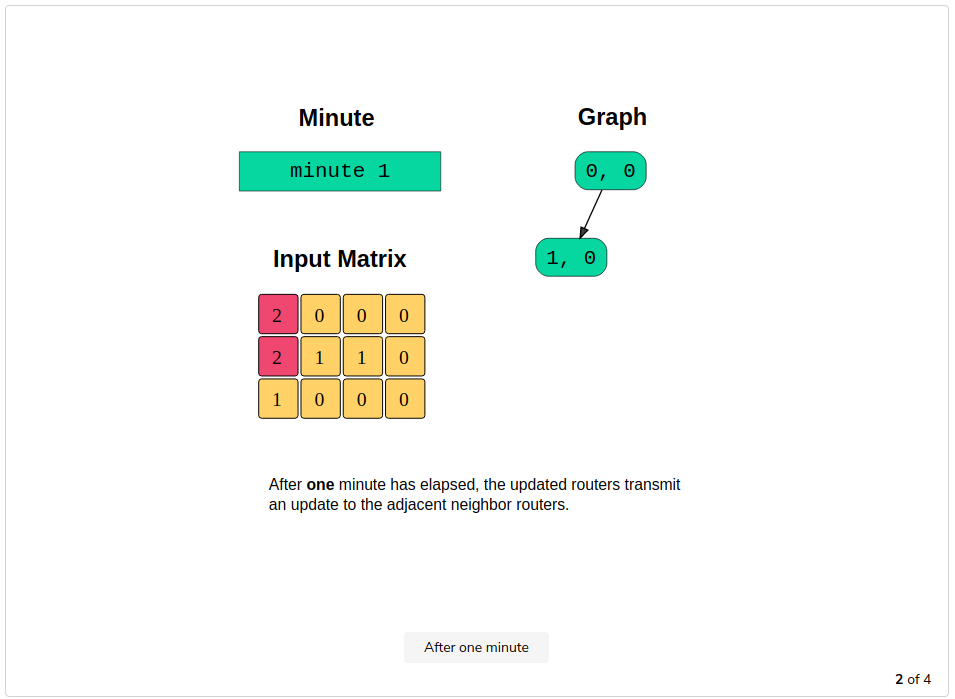 Minute
Graph
minute 1
0, 0
1, 0
Input Matrix
2 0 0 0
2 1 1 0
1 0 0 0
After one minute has elapsed, the updated routers transmit
an update to the adjacent neighbor routers.
After one minute
2 of 4